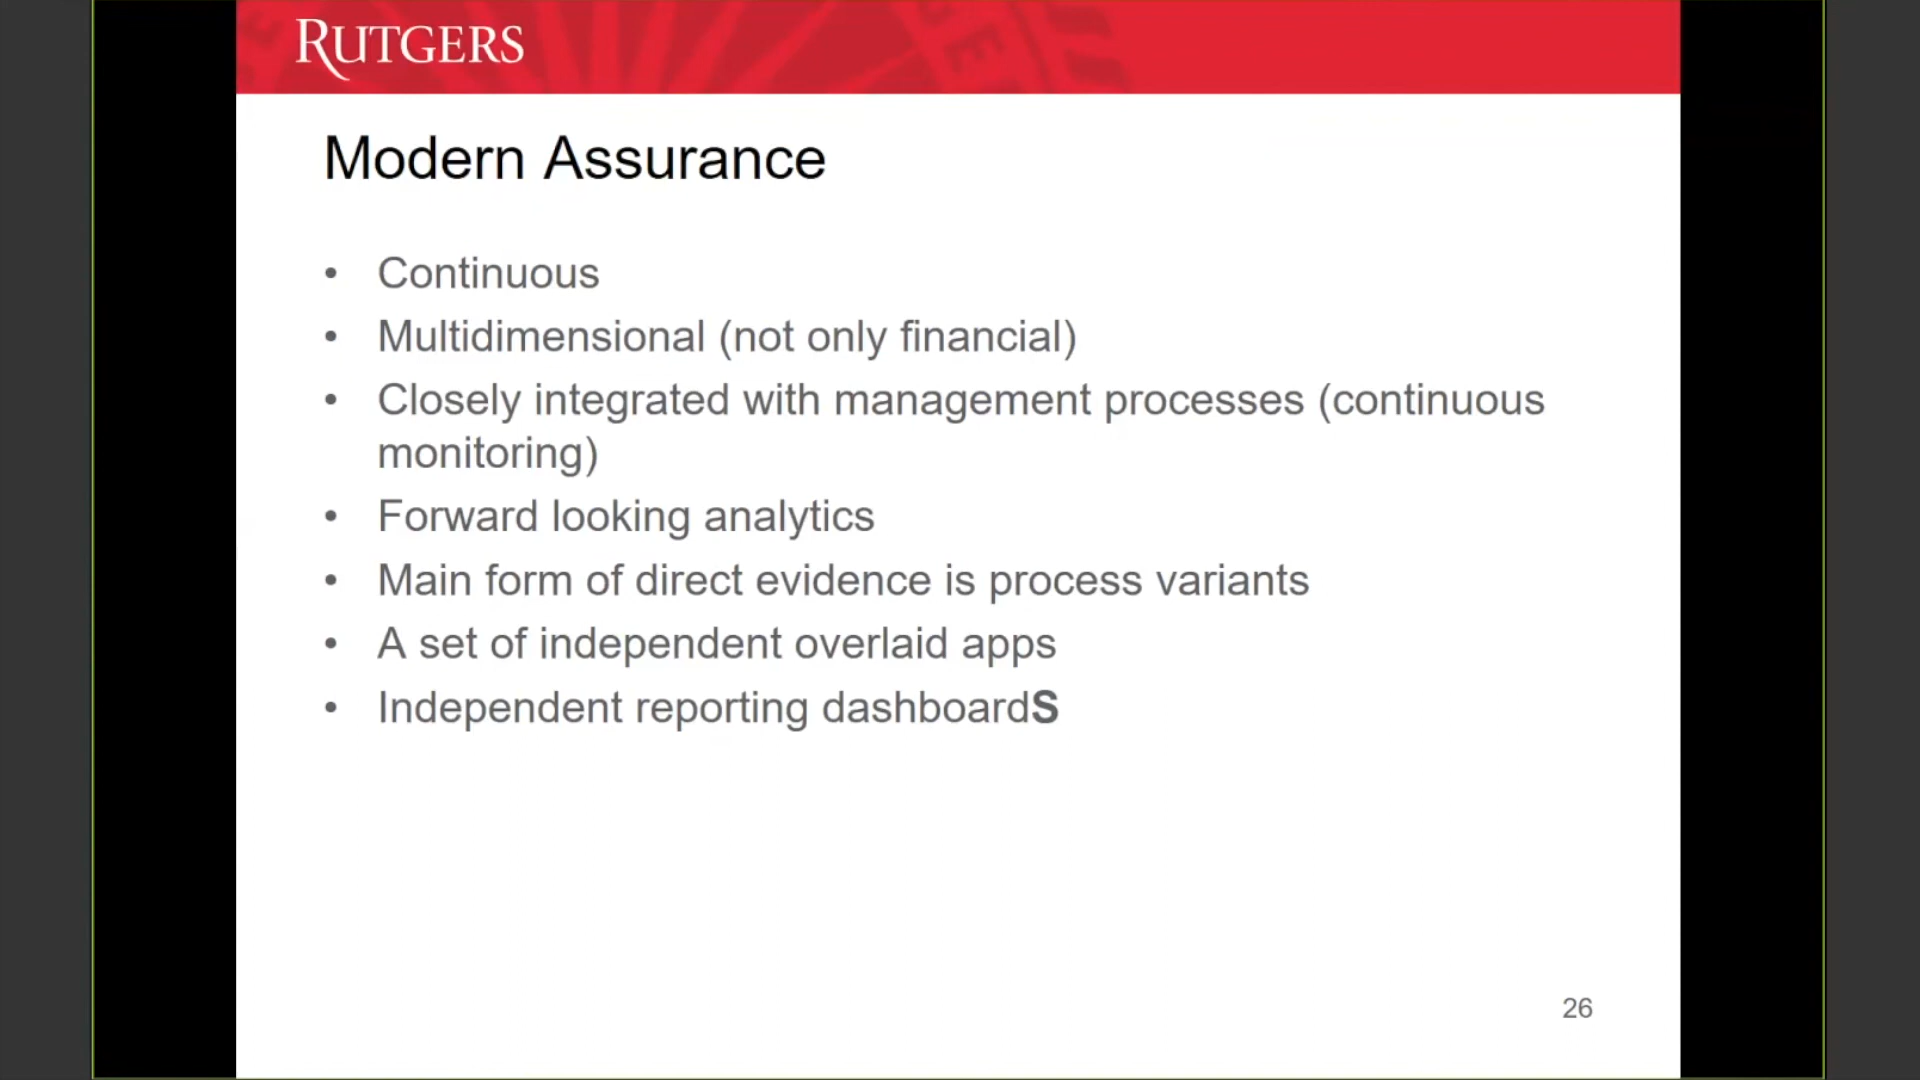 RUTGERS
Modern Assurance
• Continuous
• Multidimensional (not only financial)
• Closely integrated with management processes (continuous
monitoring)
• Forward looking analytics
• Main form of direct evidence is process variants
• A set of independent overlaid apps
• Independent reporting dashboardS
26